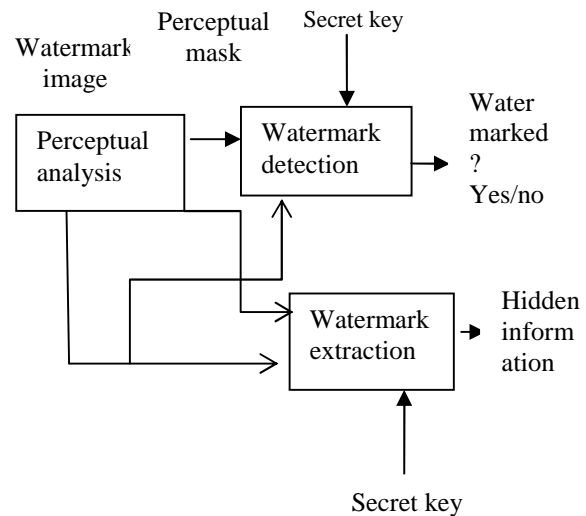 Secret key
Perceptual
mask
Watermark
image
Perceptual
analysis
Watermark
detection
Water
marked
?
Yes/no
Watermark
extraction
Hidden
inform
ation
Secret key